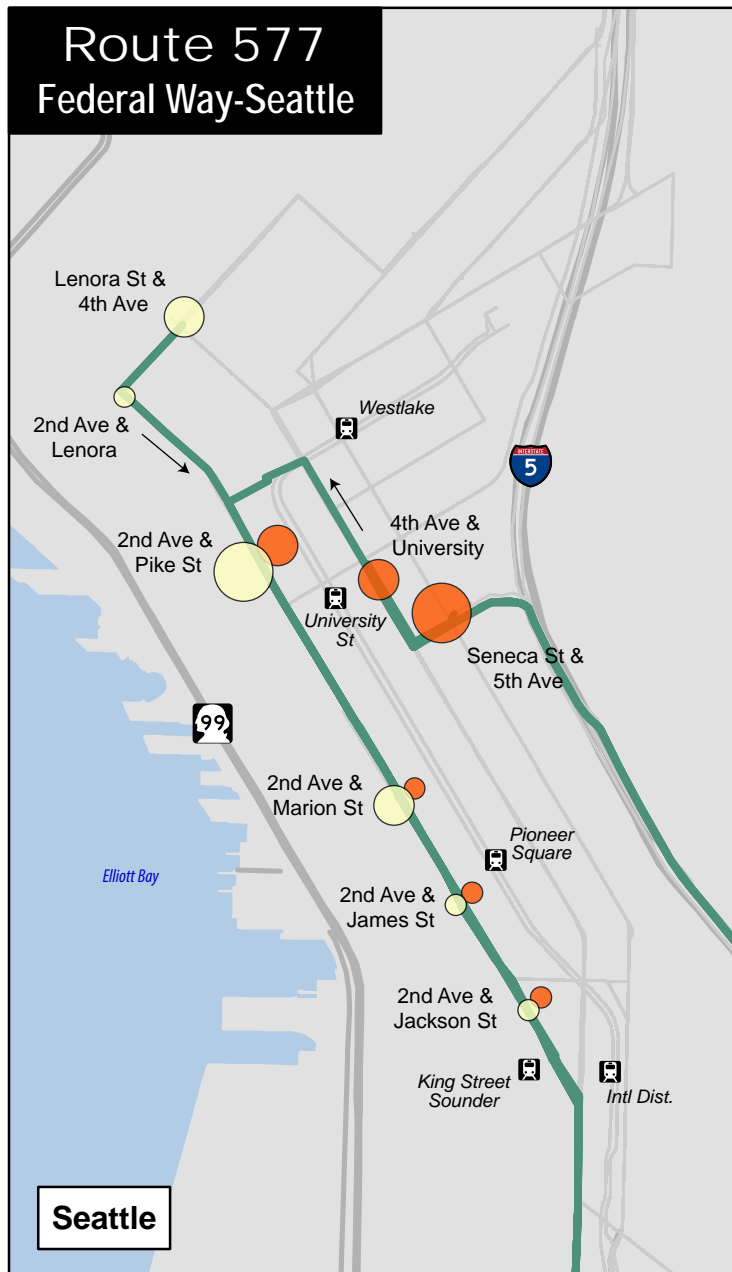 Route 577
Federal Way-Seattle
Lenora St &
4th Ave
2nd Ave &
Lenora
Westlake
INTERSTATE
5
2nd Ave &
Pike St
4th Ave &
University
University
St
Seneca St &
5th Ave
99
2nd Ave &
Marion St
Pioneer
Square
Elliott Bay
2nd Ave &
James St
2nd Ave &
Jackson St
King Street
Sounder
Intl Dist.
Seattle